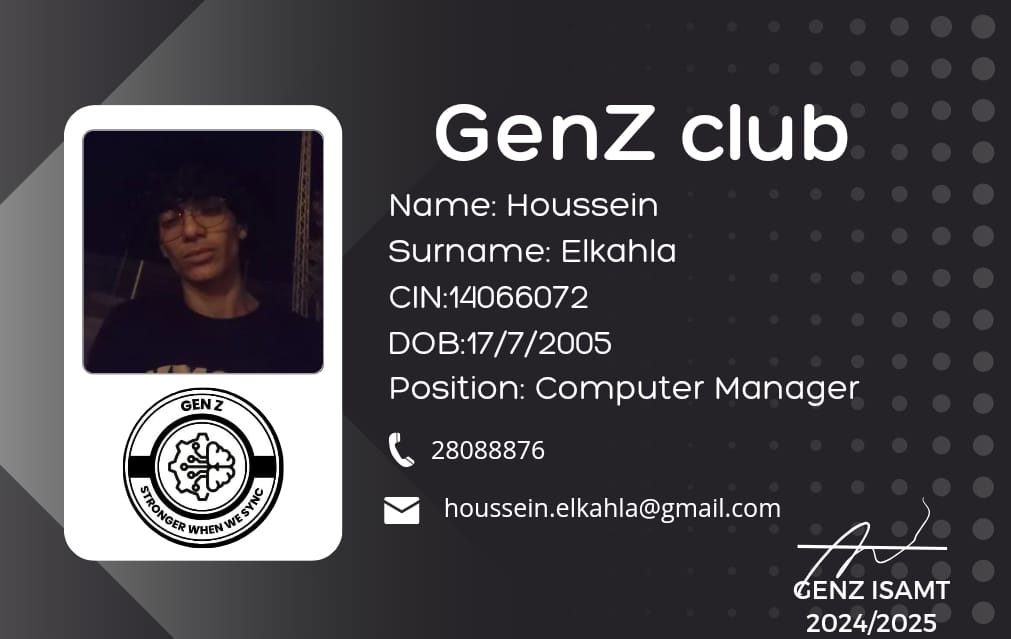 GenZ club
Name: Houssein
Surname: Elkahla
CIN:14066072
DOB:17/7/2005
Position: Computer Manager
28088876
houssein.elkahla@gmail.com
GEN Z
STRONGER WHEN WE SYNC
GENZ ISAMT
2024/2025